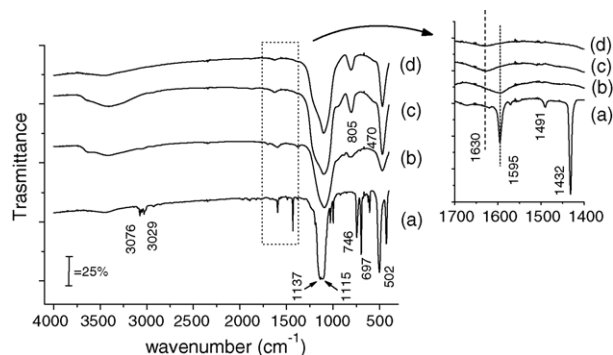 Trasmittance
(d)
(c)
(b)
(a)
805
470
3076
3029
746
697
502
1137
1115
=25%
4000 3500 3000 2500 2000 1500 1000 500
wavenumber (cm⁻¹)
(d)
(c)
(b)
(a)
1630
1595
1491
1432
1700 1600 1500 1400